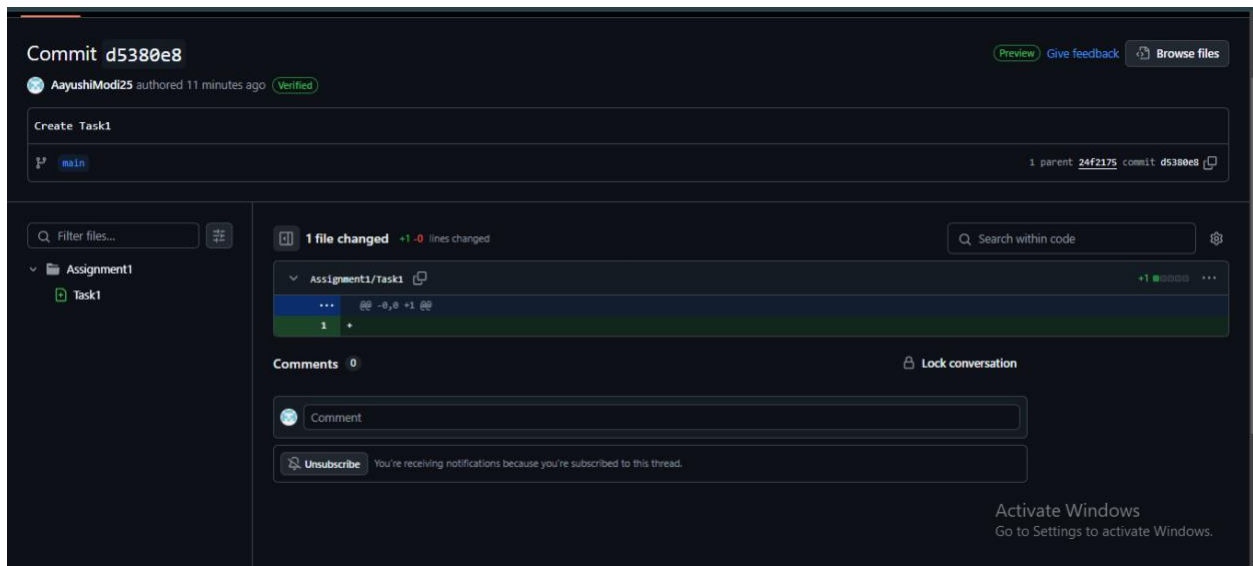 Commit d5380e8
Preview Give feedback Browse files
AayushiModi25 authored 11 minutes ago Verified
Create Task1
main
1 parent 24f2175 commit d5380e8
Filter files...
Assignment1
Task1
1 file changed +1 -0 lines changed
Search within code
Assignment1/Task1
+1
@@ -0,0 +1 @@
1 +
Comments 0
Lock conversation
Comment
Unsubscribe You're receiving notifications because you're subscribed to this thread.
Activate Windows
Go to Settings to activate Windows.